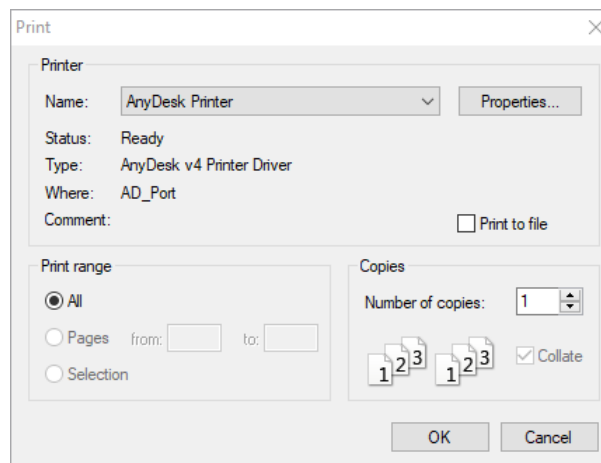 Print
Printer
Name: AnyDesk Printer Properties...
Status: Ready
Type: AnyDesk v4 Printer Driver
Where: AD_Port
Comment: Print to file
Print range
All
Pages from: to:
Selection
Copies
Number of copies: 1
1 2 3 1 2 3 Collate
OK Cancel